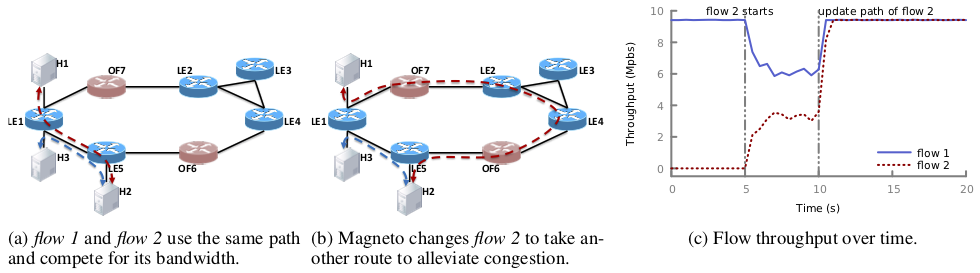 H1
OF7
LE2
LE3
LE1
LE4
H3
LE5
OF6
H2
(a) flow 1 and flow 2 use the same path
and compete for its bandwidth.
H1
OF7
LE2
LE3
LE1
LE4
H3
LE5
OF6
H2
(b) Magneto changes flow 2 to take an-
other route to alleviate congestion.
flow 2 starts
update path of flow 2
Throughput (Mbps)
10
8
6
4
2
0
flow 1
flow 2
0 5 10 15 20
Time (s)
(c) Flow throughput over time.